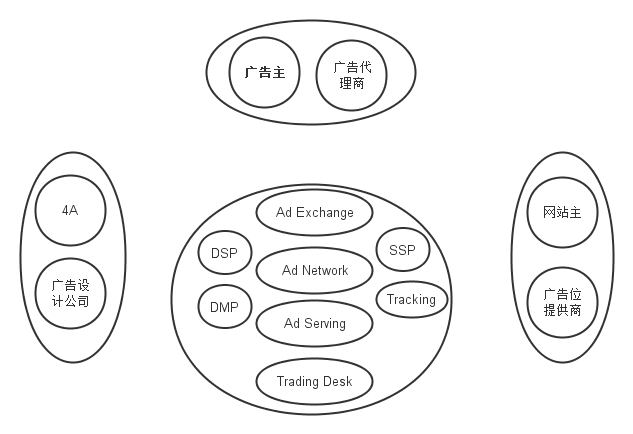 广告主
广告代
理商
4A
广告设
计公司
Ad Exchange
DSP
SSP
Ad Network
DMP
Tracking
Ad Serving
Trading Desk
网站主
广告位
提供商